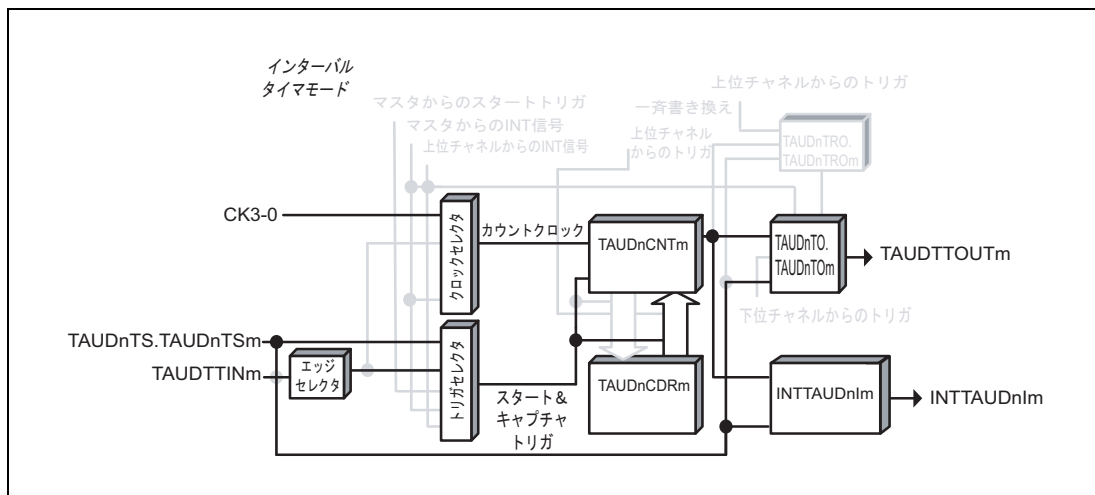 インターバル
タイマモード
マスタからのスタートトリガ
マスタからのINT信号
上位チャネルからのINT信号
上位チャネル
からのトリガ
上位チャネルからのトリガ
一斉書き換え
TAUDnTRO.
TAUDnTROm
CK3-0
クロックセレクタ
カウントクロック
TAUDnCNTm
TAUDnTO.
TAUDnTOm
TAUDTTOUTm
下位チャネルからのトリガ
TAUDnTS.TAUDnTSm
TAUDTTINm
エッジ
セレクタ
トリガセレクタ
スタート&
キャプチャ
トリガ
TAUDnCDRm
INTTAUDnIm
INTTAUDnIm